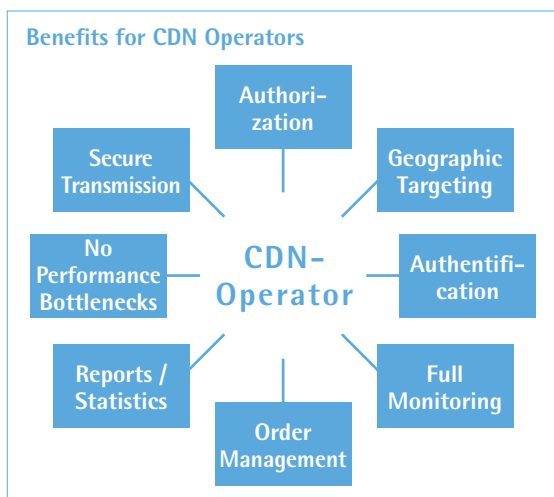 Benefits for CDN Operators
Authori-
zation
Secure
Transmission
Geographic
Targeting
No
Performance
Bottlenecks
CDN-
Operator
Authentifi-
cation
Reports /
Statistics
Full
Monitoring
Order
Management